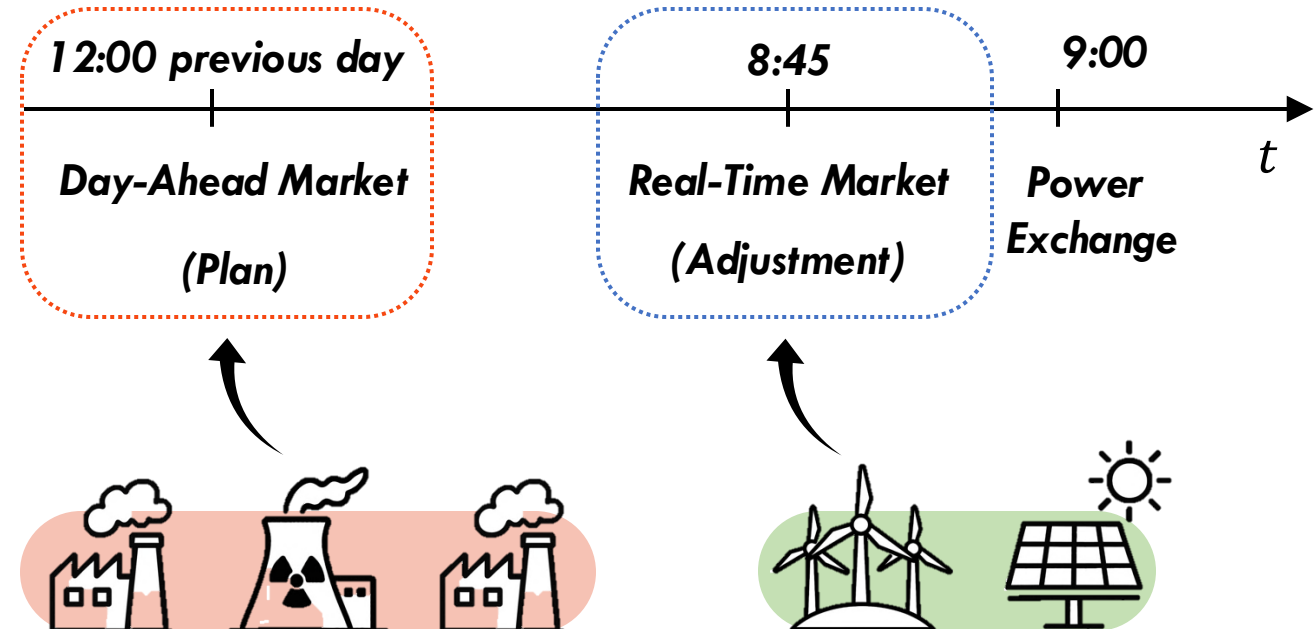 12:00 previous day
8:45
9:00
t
Day-Ahead Market
(Plan)
Real-Time Market
(Adjustment)
Power
Exchange